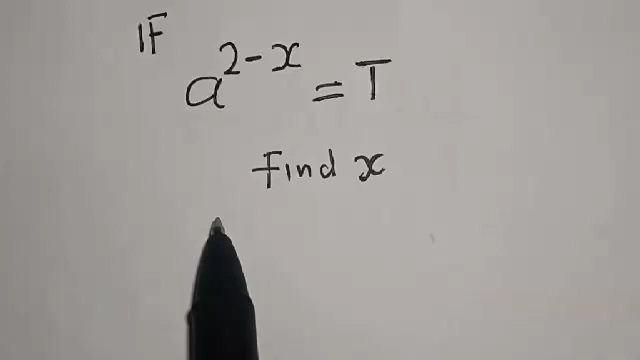 IF
a^{2-x} = T
Find x